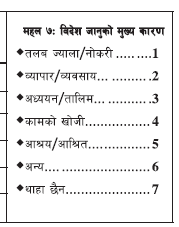 महल ७: विदेश जानुको मुख्य कारण
◆तलब ज्याला/नोकरी ..... ....1
◆व्यापार/व्यवसाय... .......... 2
◆अध्ययन/तालिम... ...........3
◆कामको खोजी................... 4
◆आश्रय/आश्रित.................. 5
◆अन्य.... ......................... 6
◆थाहा छैन....................... 7